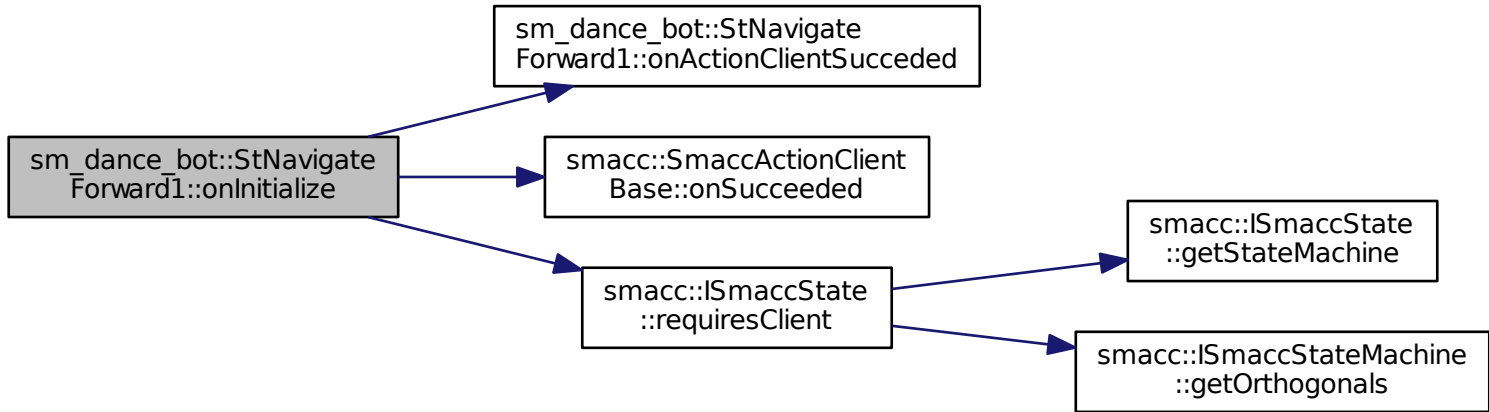 sm_dance_bot::StNavigate
Forward1::onInitialize
sm_dance_bot::StNavigate
Forward1::onActionClientSucceded
smacc::SmaccActionClient
Base::onSucceeded
smacc::ISmaccState
::requiresClient
smacc::ISmaccState
::getStateMachine
smacc::ISmaccStateMachine
::getOrthogonals